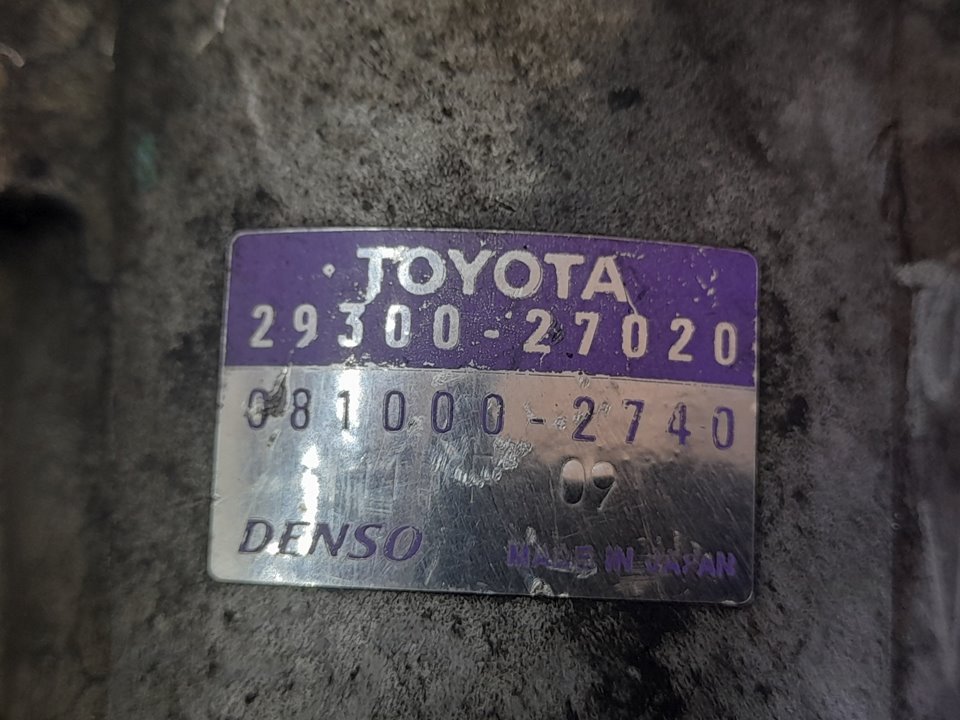 TOYOTA
29300-27020
081000-2740
09
DENSO MADE IN JAPAN